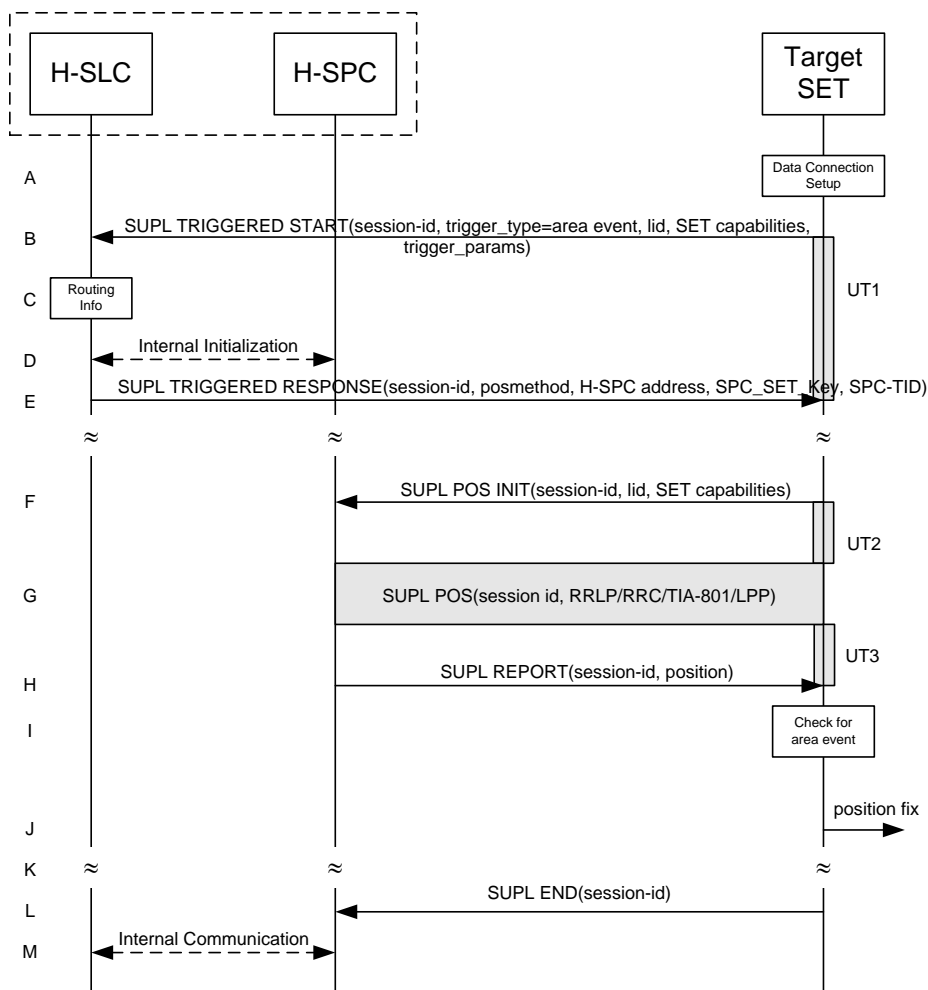 H-SLC
H-SPC
Target
SET
A
Data Connection
Setup
B
SUPL TRIGGERED START(session-id, trigger_type=area event, lid, SET capabilities,
trigger_params)
C
Routing
Info
UT1
D
Internal Initialization
E
SUPL TRIGGERED RESPONSE(session-id, posmethod, H-SPC address, SPC_SET_Key, SPC-TID)
≈ ≈ ≈
F
SUPL POS INIT(session-id, lid, SET capabilities)
UT2
G
SUPL POS(session id, RRLP/RRC/TIA-801/LPP)
UT3
H
SUPL REPORT(session-id, position)
I
Check for
area event
J
position fix
K
≈ ≈ ≈
L
SUPL END(session-id)
M
Internal Communication